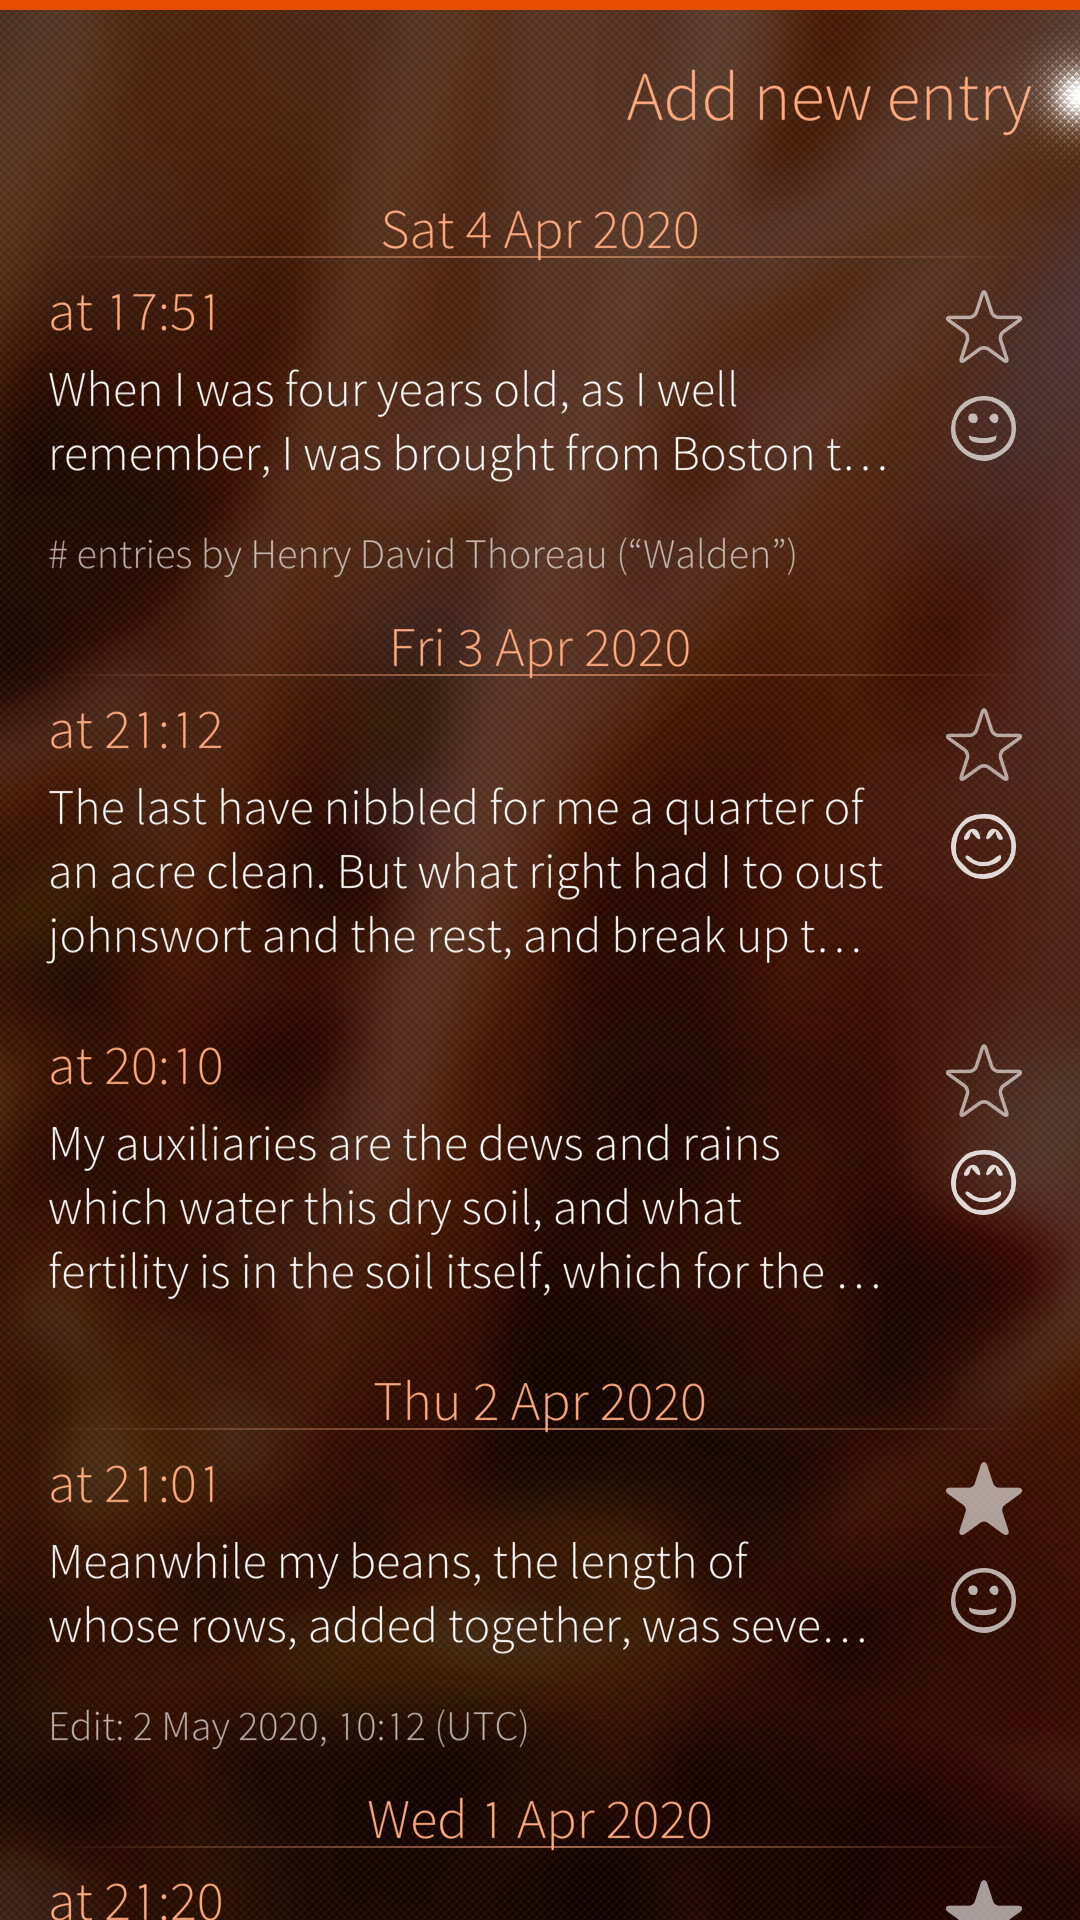 Add new entry
Sat 4 Apr 2020
at 17:51
When I was four years old, as I well
remember, I was brought from Boston t…
# entries by Henry David Thoreau (“Walden”)
Fri 3 Apr 2020
at 21:12
The last have nibbled for me a quarter of
an acre clean. But what right had I to oust
johnswort and the rest, and break up t…
at 20:10
My auxiliaries are the dews and rains
which water this dry soil, and what
fertility is in the soil itself, which for the …
Thu 2 Apr 2020
at 21:01
Meanwhile my beans, the length of
whose rows, added together, was seve…
Edit: 2 May 2020, 10:12 (UTC)
Wed 1 Apr 2020
at 21:20